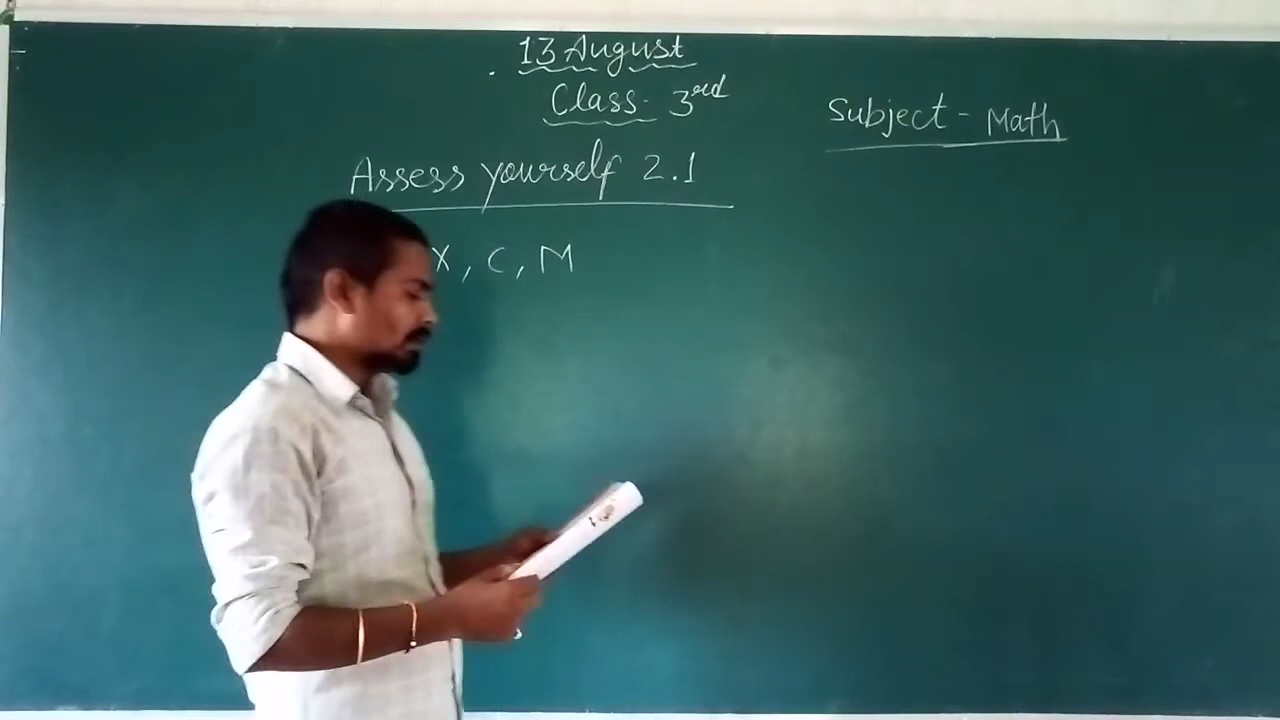 13 August
Class- 3rd
Subject - Math
Assess yourself 2.1
X, C, M